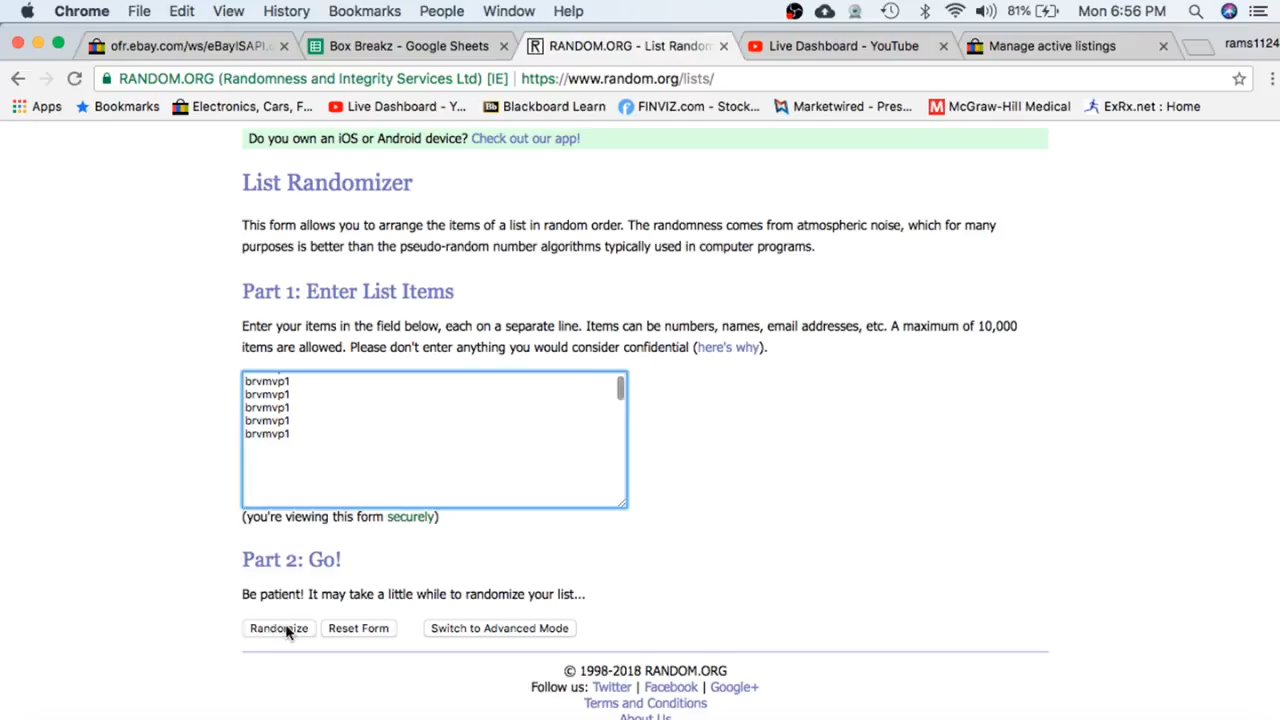 Chrome File Edit View History Bookmarks People Window Help 81% Mon 6:56 PM
ofr.ebay.com/ws/eBayISAPI. Box Breakz - Google Sheets RANDOM.ORG - List Random Live Dashboard - YouTube Manage active listings rams1124
RANDOM.ORG (Randomness and Integrity Services Ltd) [IE] https://www.random.org/lists/
Apps Bookmarks Electronics, Cars, F... Live Dashboard - Y... Blackboard Learn FINVIZ.com - Stock... Marketwired - Pres... McGraw-Hill Medical ExRx.net : Home
Do you own an iOS or Android device? Check out our app!
List Randomizer
This form allows you to arrange the items of a list in random order. The randomness comes from atmospheric noise, which for many
purposes is better than the pseudo-random number algorithms typically used in computer programs.
Part 1: Enter List Items
Enter your items in the field below, each on a separate line. Items can be numbers, names, email addresses, etc. A maximum of 10,000
items are allowed. Please don't enter anything you would consider confidential (here's why).
brvmvp1
brvmvp1
brvmvp1
brvmvp1
brvmvp1
(you're viewing this form securely)
Part 2: Go!
Be patient! It may take a little while to randomize your list...
Randomize Reset Form Switch to Advanced Mode
© 1998-2018 RANDOM.ORG
Follow us: Twitter | Facebook | Google+
Terms and Conditions
About Us